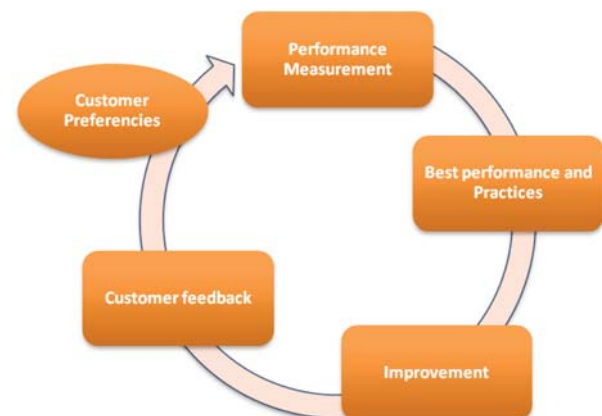 Performance
Measurement
Best performance and
Practices
Improvement
Customer feedback
Customer
Preferencies